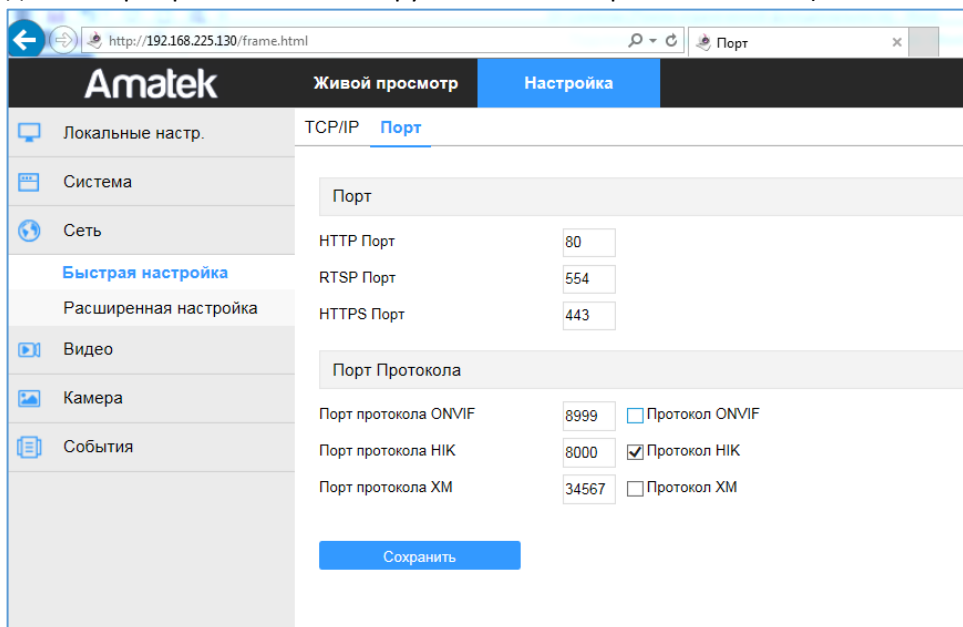 http://192.168.225.130/frame.html
Порт
Amatek
Живой просмотр
Настройка
Локальные настр.
Система
Сеть
Быстрая настройка
Расширенная настройка
Видео
Камера
События
TCP/IP Порт
Порт
HTTP Порт 80
RTSP Порт 554
HTTPS Порт 443
Порт Протокола
Порт протокола ONVIF 8999 Протокол ONVIF
Порт протокола HIK 8000 Протокол HIK
Порт протокола XM 34567 Протокол XM
Сохранить